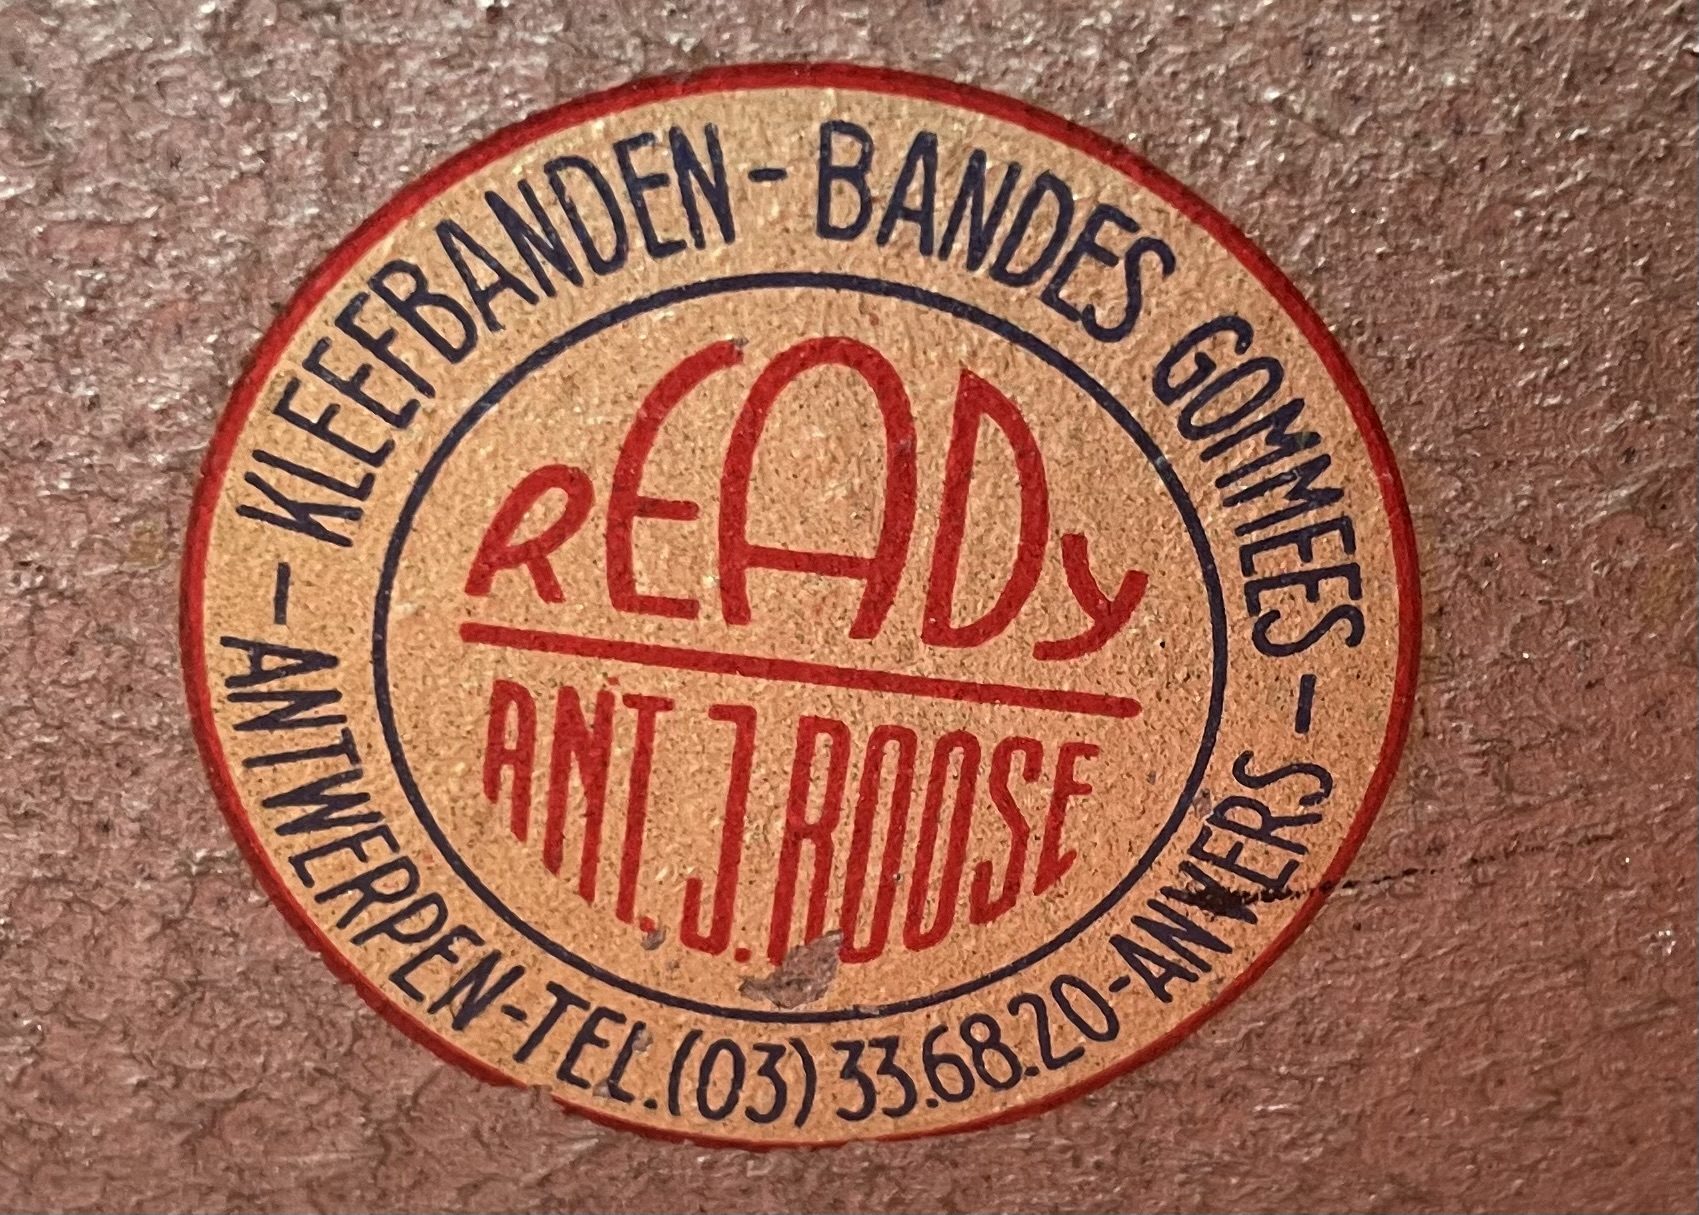 KLEEFBANDEN - BANDES GOMMEES -
READy
ANT. J. ROOSE
- ANTWERPEN - TEL. (03) 33.68.20 - ANVERS